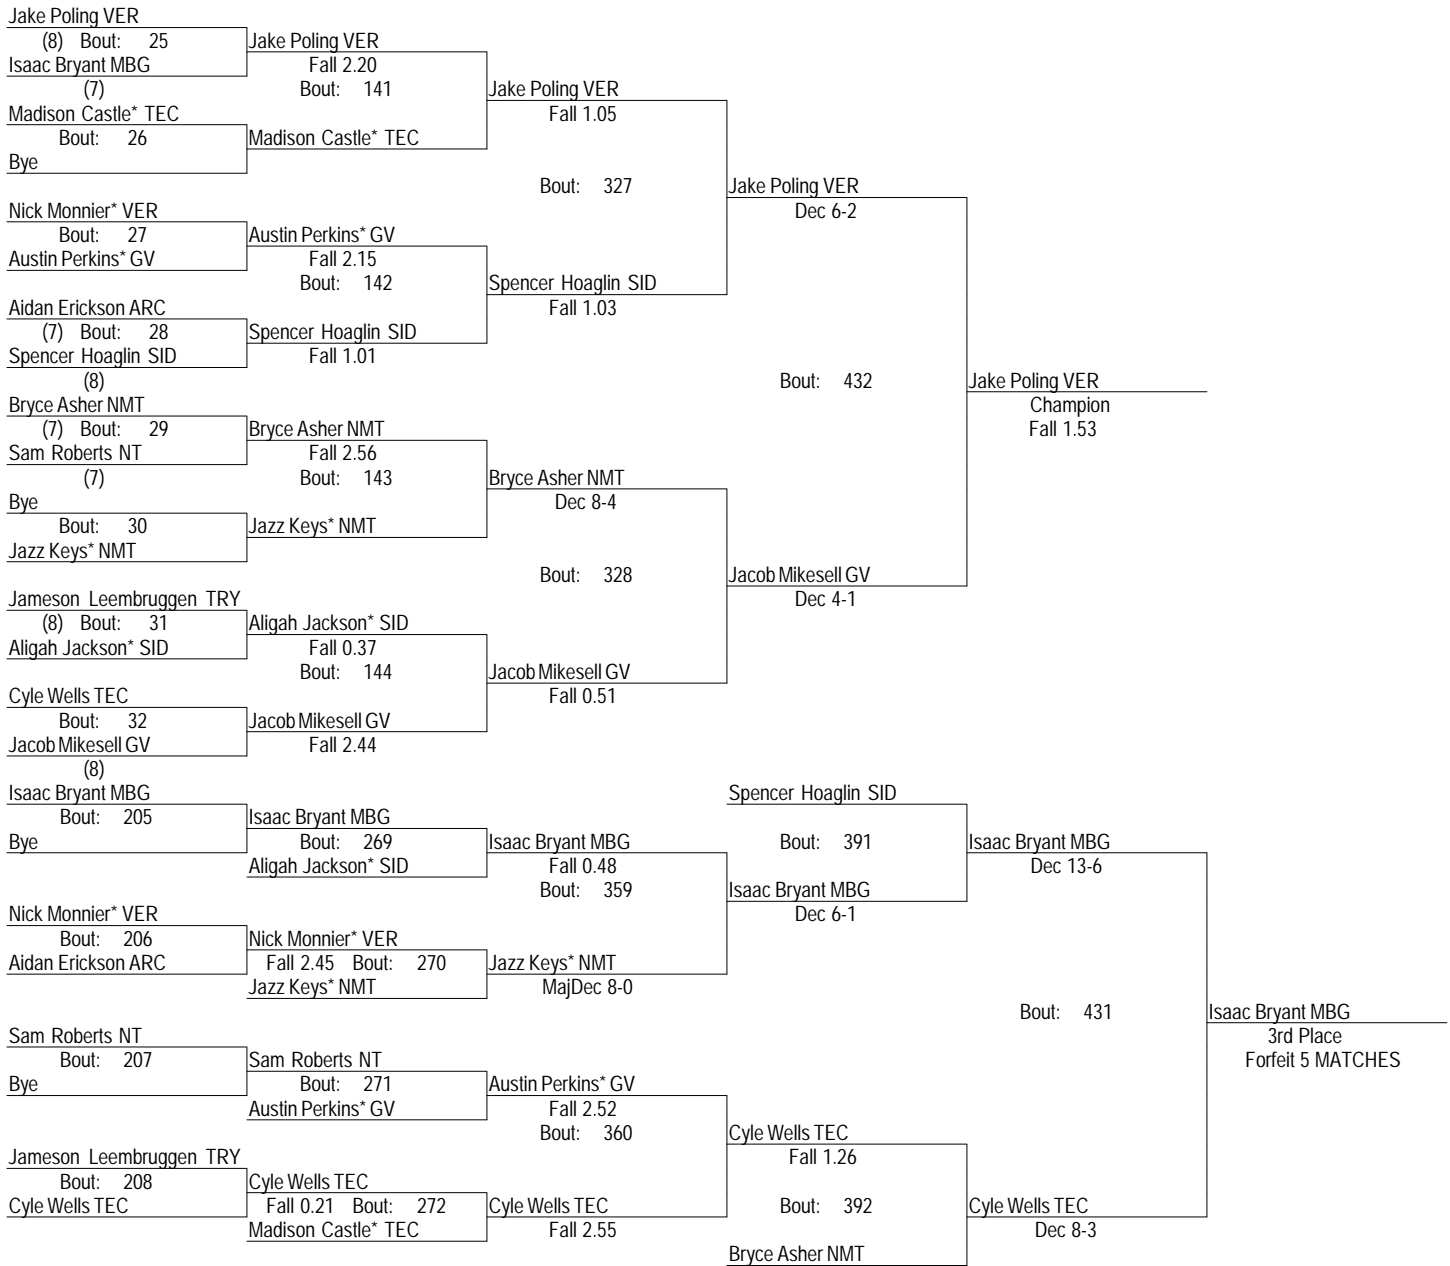 Jake Poling VER
(8) Bout: 25
Isaac Bryant MBG
(7)
Madison Castle* TEC
Bout: 26
Bye
Nick Monnier* VER
Bout: 27
Austin Perkins* GV
Aidan Erickson ARC
(7) Bout: 28
Spencer Hoaglin SID
(8)
Bryce Asher NMT
(7) Bout: 29
Sam Roberts NT
(7)
Bye
Bout: 30
Jazz Keys* NMT
Jameson Leembruggen TRY
(8) Bout: 31
Aligah Jackson* SID
Cyle Wells TEC
Bout: 32
Jacob Mikesell GV
(8)
Jake Poling VER
Fall 2.20
Bout: 141
Madison Castle* TEC
Austin Perkins* GV
Fall 2.15
Bout: 142
Spencer Hoaglin SID
Fall 1.01
Bryce Asher NMT
Fall 2.56
Bout: 143
Jazz Keys* NMT
Aligah Jackson* SID
Fall 0.37
Bout: 144
Jacob Mikesell GV
Fall 2.44
Jake Poling VER
Fall 1.05
Bout: 327
Spencer Hoaglin SID
Fall 1.03
Bryce Asher NMT
Dec 8-4
Bout: 328
Jacob Mikesell GV
Fall 0.51
Jake Poling VER
Dec 6-2
Bout: 432
Jacob Mikesell GV
Dec 4-1
Jake Poling VER
Champion
Fall 1.53
Isaac Bryant MBG
Bout: 205
Bye
Nick Monnier* VER
Bout: 206
Aidan Erickson ARC
Sam Roberts NT
Bout: 207
Bye
Jameson Leembruggen TRY
Bout: 208
Cyle Wells TEC
Isaac Bryant MBG
Bout: 269
Aligah Jackson* SID
Nick Monnier* VER
Fall 2.45 Bout: 270
Jazz Keys* NMT
Sam Roberts NT
Bout: 271
Austin Perkins* GV
Cyle Wells TEC
Fall 0.21 Bout: 272
Madison Castle* TEC
Isaac Bryant MBG
Fall 0.48
Bout: 359
Jazz Keys* NMT
MajDec 8-0
Austin Perkins* GV
Fall 2.52
Bout: 360
Cyle Wells TEC
Fall 2.55
Spencer Hoaglin SID
Bout: 391
Isaac Bryant MBG
Dec 6-1
Cyle Wells TEC
Fall 1.26
Bout: 392
Bryce Asher NMT
Isaac Bryant MBG
Dec 13-6
Bout: 431
Cyle Wells TEC
Dec 8-3
Isaac Bryant MBG
3rd Place
Forfeit 5 MATCHES